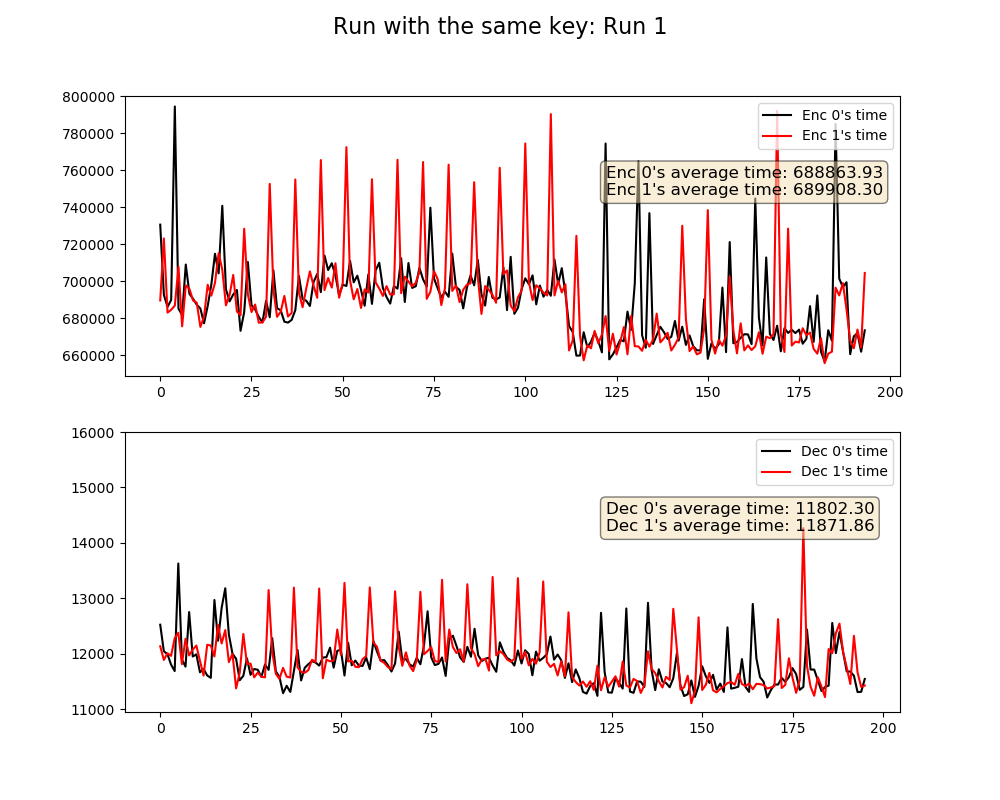 Run with the same key: Run 1
800000
780000
760000
740000
720000
700000
680000
660000
Enc 0's time
Enc 1's time
Enc 0's average time: 688863.93
Enc 1's average time: 689908.30
0 25 50 75 100 125 150 175 200
16000
15000
14000
13000
12000
11000
Dec 0's time
Dec 1's time
Dec 0's average time: 11802.30
Dec 1's average time: 11871.86
0 25 50 75 100 125 150 175 200